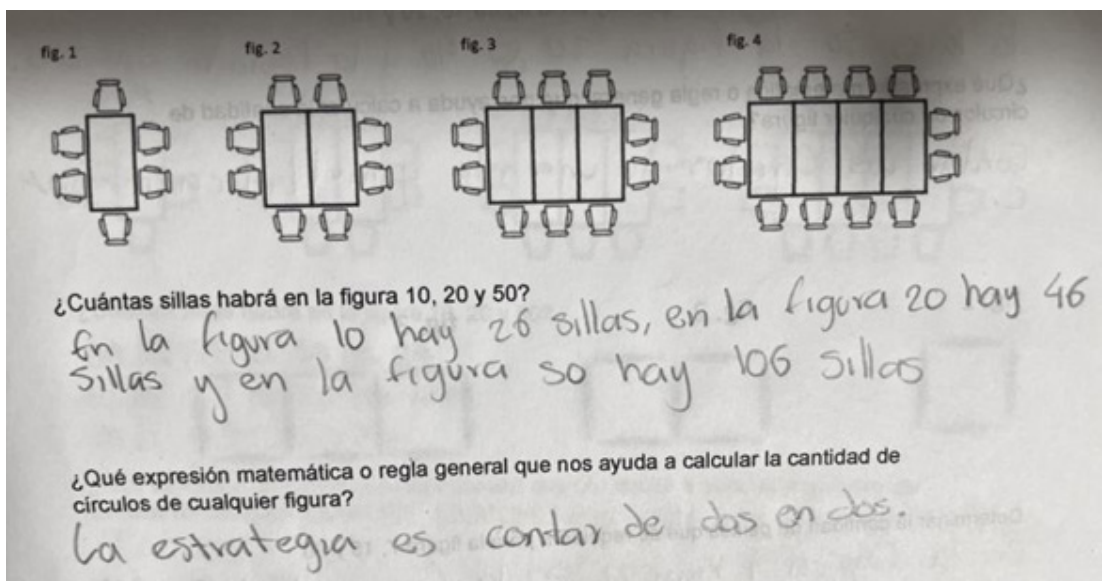 fig. 1 fig. 2 fig. 3 fig. 4
¿Cuántas sillas habrá en la figura 10, 20 y 50?
En la figura 10 hay 26 sillas, en la figura 20 hay 46
sillas y en la figura 50 hay 106 sillas
¿Qué expresión matemática o regla general que nos ayuda a calcular la cantidad de
círculos de cualquier figura?
La estrategia es contar de dos en dos.